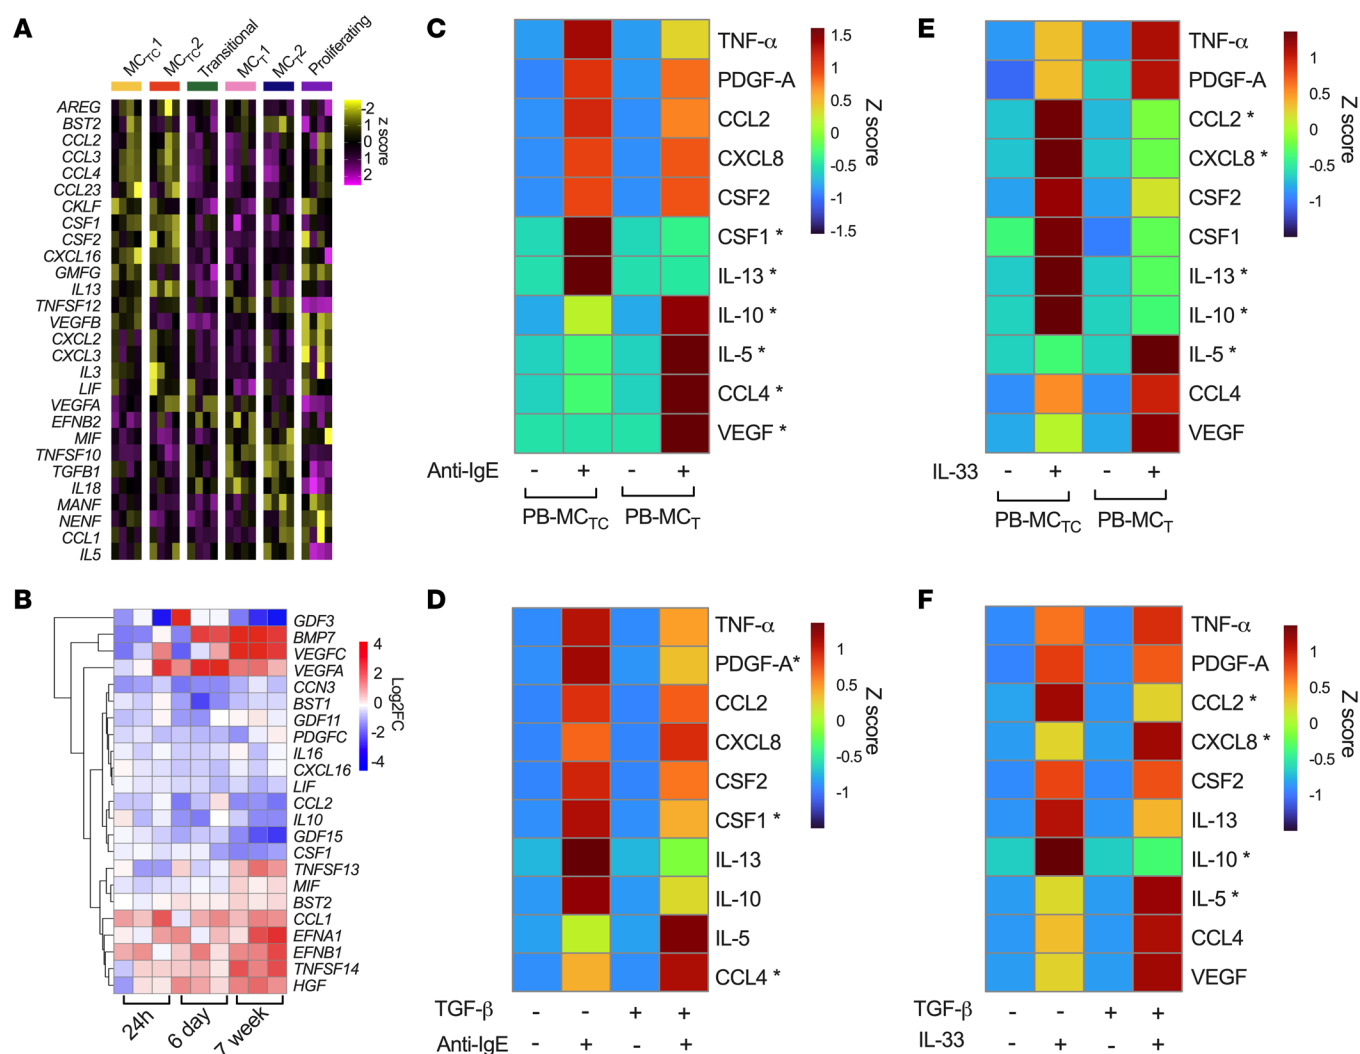 A
MCTC1
MCTC2
Transitional
MCT1
MCT2
Proliferating
AREG
BST2
CCL2
CCL3
CCL4
CCL23
CKLF
CSF1
CSF2
CXCL16
GMFG
IL13
TNFSF12
VEGFB
CXCL2
CXCL3
IL3
LIF
VEGFA
EFNB2
MIF
TNFSF10
TGFB1
IL18
MANF
NENF
CCL1
IL5
-2
-1
0
1
2
Z score
B
GDF3
BMP7
VEGFC
VEGFA
CCN3
BST1
GDF11
PDGFC
IL16
CXCL16
LIF
CCL2
IL10
GDF15
CSF1
TNFSF13
MIF
BST2
CCL1
EFNA1
EFNB1
TNFSF14
HGF
4
2
0
-2
-4
Log2FC
24h
6 day
7 week
C
TNF-α
PDGF-A
CCL2
CXCL8
CSF2
CSF1 *
IL-13 *
IL-10 *
IL-5 *
CCL4 *
VEGF *
1.5
1
0.5
0
-0.5
-1
-1.5
Z score
Anti-IgE - + - +
PB-MCTC PB-MCT
D
TNF-α
PDGF-A*
CCL2
CXCL8
CSF2
CSF1 *
IL-13
IL-10
IL-5
CCL4 *
1
0.5
0
-0.5
-1
Z score
TGF-β - - + +
Anti-IgE - + - +
E
TNF-α
PDGF-A
CCL2 *
CXCL8 *
CSF2
CSF1
IL-13 *
IL-10 *
IL-5 *
CCL4
VEGF
1
0.5
0
-0.5
-1
Z score
IL-33 - + - +
PB-MCTC PB-MCT
F
TNF-α
PDGF-A
CCL2 *
CXCL8 *
CSF2
IL-13
IL-10 *
IL-5 *
CCL4
VEGF
1
0.5
0
-0.5
-1
Z score
TGF-β - - + +
IL-33 - + - +